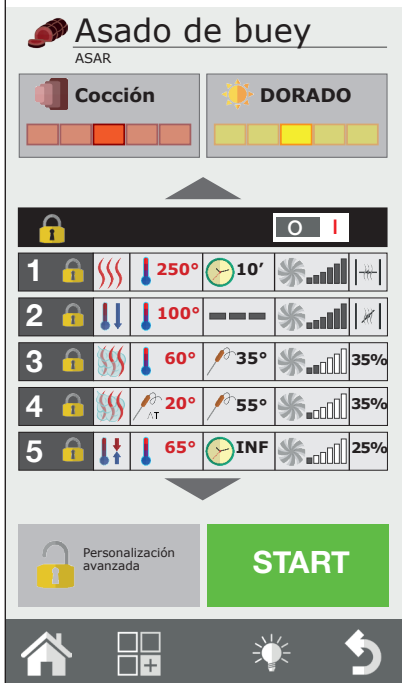 Asado de buey
ASAR
Cocción
DORADO
O I
1 250° 10'
2 100°
3 60° 35° 35%
4 ΔT 20° 55° 35%
5 65° INF 25%
Personalización
avanzada
START